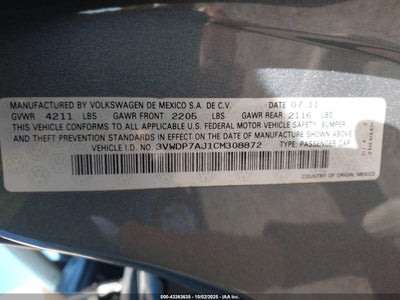 MANUFACTURED BY VOLKSWAGEN DE MEXICO S.A. DE C.V. DATE 07.11
GVWR 4211 LBS GAWR FRONT 2205 LBS GAWR REAR 2116 LBS
THIS VEHICLE CONFORMS TO ALL APPLICABLE U.S. FEDERAL MOTOR VEHICLE SAFETY, BUMPER
AND THEFT PREVENTION STANDARDS IN EFFECT ON THE DATE OF MANUFACTURE SHOWN ABOVE.
VEHICLE I.D. NO. 3VWDP7AJ1CM308872 TYPE: PASSENGER CAR
COUNTRY OF ORIGIN: MEXICO
000-43363635 - 10/02/2025 - WWW.IAAI.COM